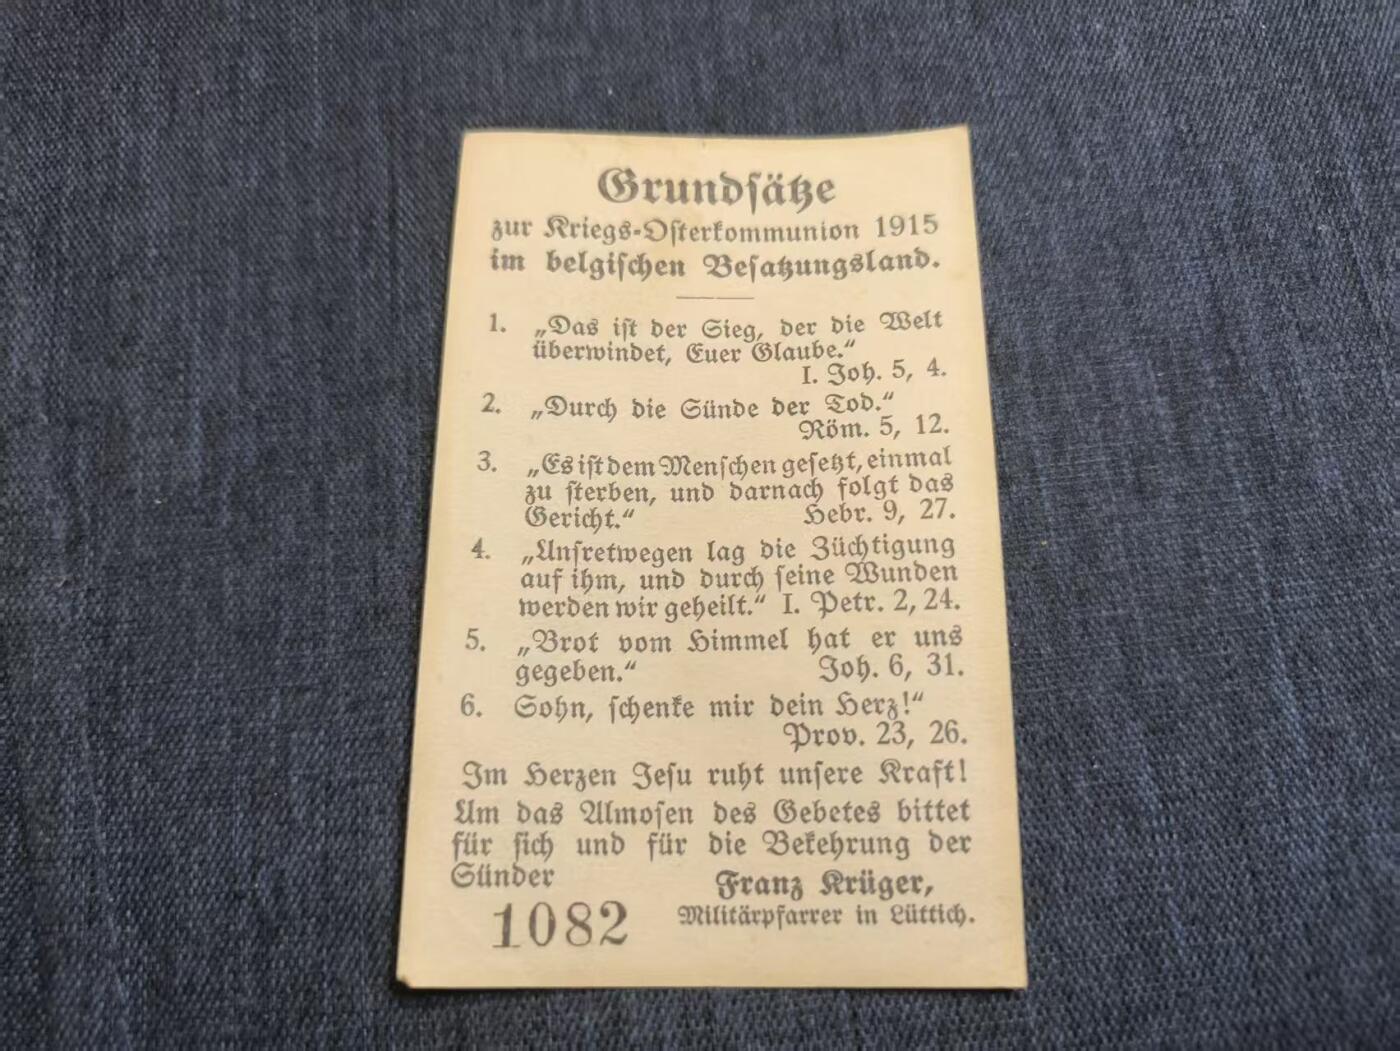 Grundsätze
zur Kriegs-Osterkommunion 1915
im belgischen Besatzungsland.
1. „Das ist der Sieg, der die Welt
überwindet, Euer Glaube.“
I. Joh. 5, 4.
2. „Durch die Sünde der Tod.“
Röm. 5, 12.
3. „Es ist dem Menschen gesetzt, einmal
zu sterben, und darnach folgt das
Gericht.“ Hebr. 9, 27.
4. „Unsretwegen lag die Züchtigung
auf ihm, und durch seine Wunden
werden wir geheilt.“ I. Petr. 2, 24.
5. „Brot vom Himmel hat er uns
gegeben.“ Joh. 6, 31.
6. Sohn, schenke mir dein Herz!“
Prov. 23, 26.
Im Herzen Jesu ruht unsere Kraft!
Um das Almosen des Gebetes bittet
für sich und für die Bekehrung der
Sünder Franz Krüger,
1082 Militärpfarrer in Lüttich.